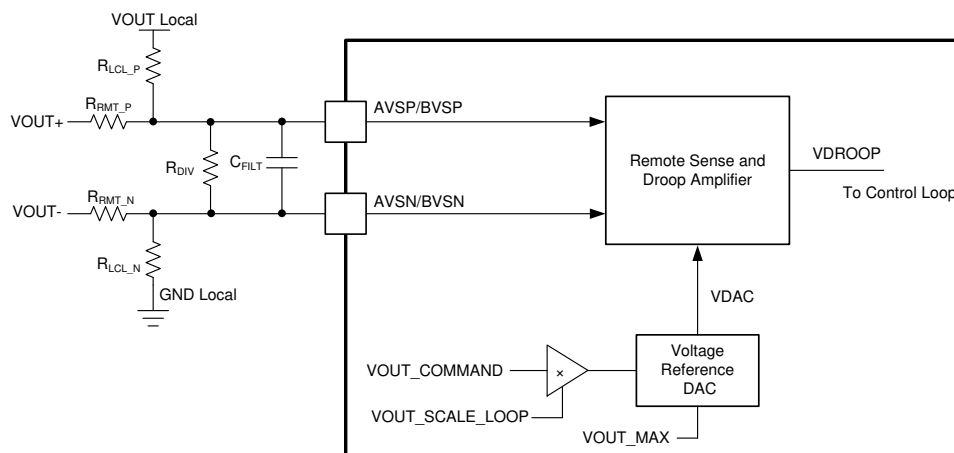 VOUT Local
RLCL_P
RRMT_P
VOUT+
AVSP/BVSP
RDIV
CFILT
Remote Sense and
Droop Amplifier
VDROOP
To Control Loop
RRMT_N
VOUT-
AVSN/BVSN
RLCL_N
GND Local
VDAC
VOUT_COMMAND
×
Voltage
Reference
DAC
VOUT_SCALE_LOOP
VOUT_MAX